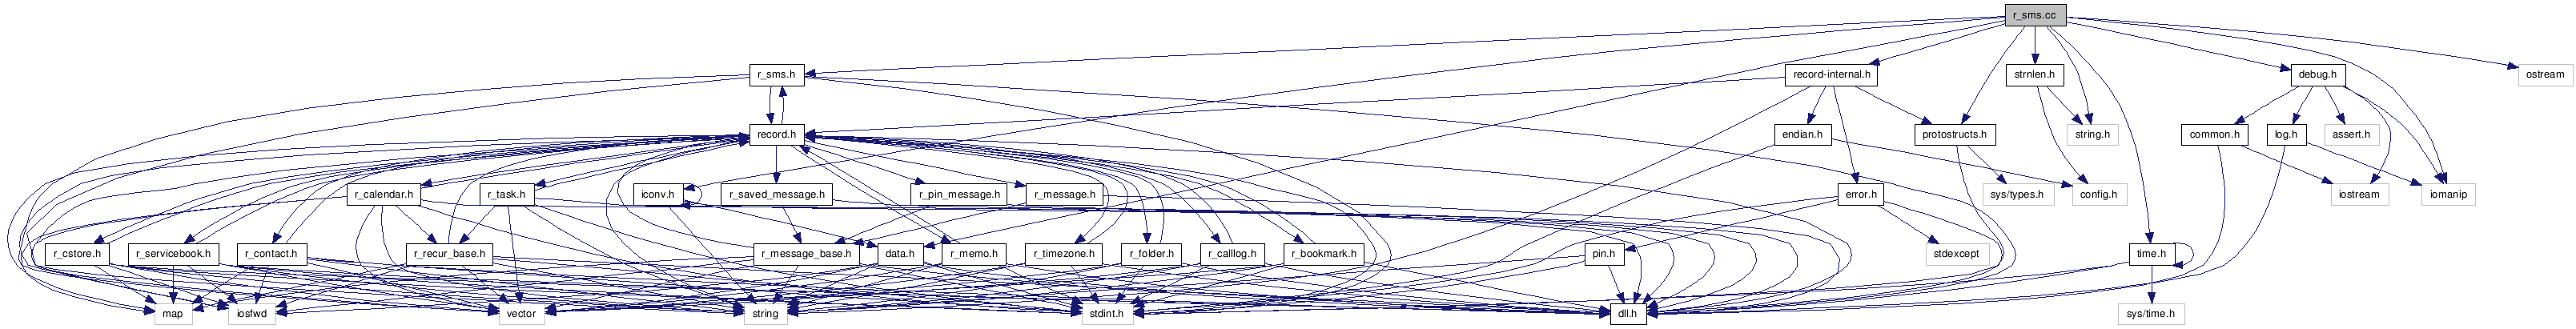 r_sms.cc
r_sms.h
record-internal.h
strnlen.h
debug.h
ostream
record.h
endian.h
protostructs.h
string.h
common.h
log.h
assert.h
r_calendar.h
r_task.h
iconv.h
r_saved_message.h
r_pin_message.h
r_message.h
error.h
sys/types.h
config.h
iostream
iomanip
r_cstore.h
r_servicebook.h
r_contact.h
r_recur_base.h
r_message_base.h
data.h
r_memo.h
r_timezone.h
r_folder.h
r_calllog.h
r_bookmark.h
pin.h
stdexcept
time.h
map
iosfwd
vector
string
stdint.h
dll.h
sys/time.h